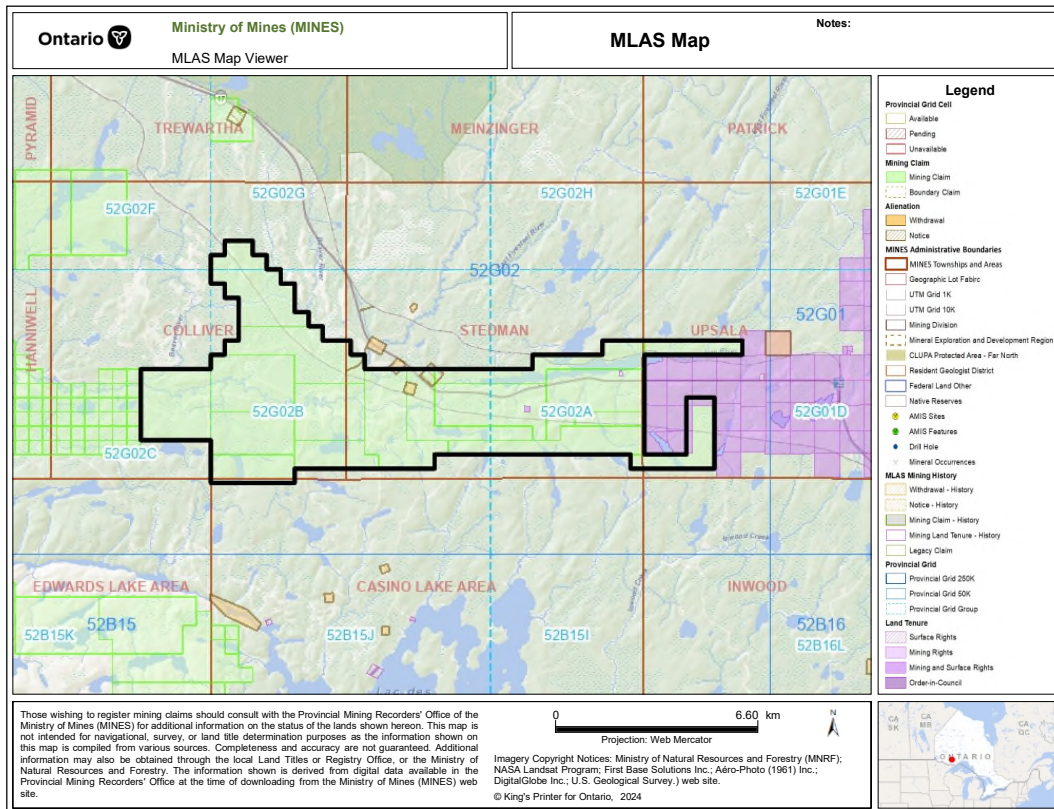 Ontario
Ministry of Mines (MINES)
MLAS Map Viewer
MLAS Map
Notes:
PYRAMID
TREWARTHA
MEINZINGER
PATRICK
52G02F
52G02G
52G02H
52G01E
52G02
52G01
HANNIWELL
COLLIVER
STEDMAN
UPSALA
52G02B
52G02A
52G01D
52G02C
Inwood Creek
EDWARDS LAKE AREA
CASINO LAKE AREA
INWOOD
52B15
52B16
52B15K
52B15J
52B15I
52B16L
Lac des
Legend
Provincial Grid Cell
Available
Pending
Unavailable
Mining Claim
Mining Claim
Boundary Claim
Alienation
Withdrawal
Notice
MINES Administrative Boundaries
MINES Townships and Areas
Geographic Lot Fabirc
UTM Grid 1K
UTM Grid 10K
Mining Division
Mineral Exploration and Development Region
CLUPA Protected Area - Far North
Resident Geologist District
Federal Land Other
Native Reserves
AMIS Sites
AMIS Features
Drill Hole
Mineral Occurrences
MLAS Mining History
Withdrawal - History
Notice - History
Mining Claim - History
Mining Land Tenure - History
Legacy Claim
Provincial Grid
Provincial Grid 250K
Provincial Grid 50K
Provincial Grid Group
Land Tenure
Surface Rights
Mining Rights
Mining and Surface Rights
Order-in-Council
Those wishing to register mining claims should consult with the Provincial Mining Recorders' Office of the
Ministry of Mines (MINES) for additional information on the status of the lands shown hereon. This map is
not intended for navigational, survey, or land title determination purposes as the information shown on
this map is compiled from various sources. Completeness and accuracy are not guaranteed. Additional
information may also be obtained through the local Land Titles or Registry Office, or the Ministry of
Natural Resources and Forestry. The information shown is derived from digital data available in the
Provincial Mining Recorders' Office at the time of downloading from the Ministry of Mines (MINES) web
site.
0 6.60 km
Projection: Web Mercator
N
Imagery Copyright Notices: Ministry of Natural Resources and Forestry (MNRF);
NASA Landsat Program; First Base Solutions Inc.; Aéro-Photo (1961) Inc.;
DigitalGlobe Inc.; U.S. Geological Survey.) web site.
© King's Printer for Ontario, 2024
CA SK
CA MB
CA QC
ONTARIO